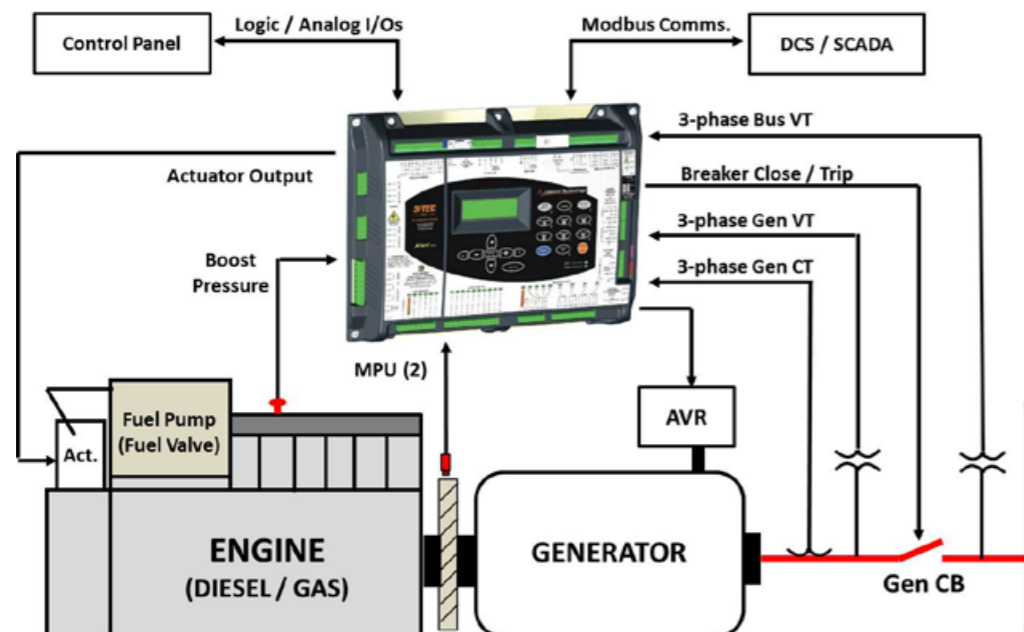 Control Panel
Logic / Analog I/Os
Modbus Comms.
DCS / SCADA
3-phase Bus VT
Actuator Output
Breaker Close / Trip
3-phase Gen VT
Boost
Pressure
3-phase Gen CT
MPU (2)
AVR
Fuel Pump
(Fuel Valve)
Act.
ENGINE
(DIESEL / GAS)
GENERATOR
Gen CB